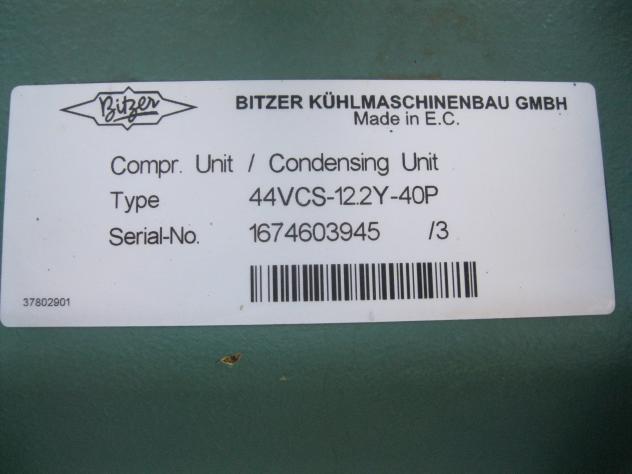 Bitzer
BITZER KÜHLMASCHINENBAU GMBH
Made in E.C.
Compr. Unit / Condensing Unit
Type 44VCS-12.2Y-40P
Serial-No. 1674603945 /3
37802901